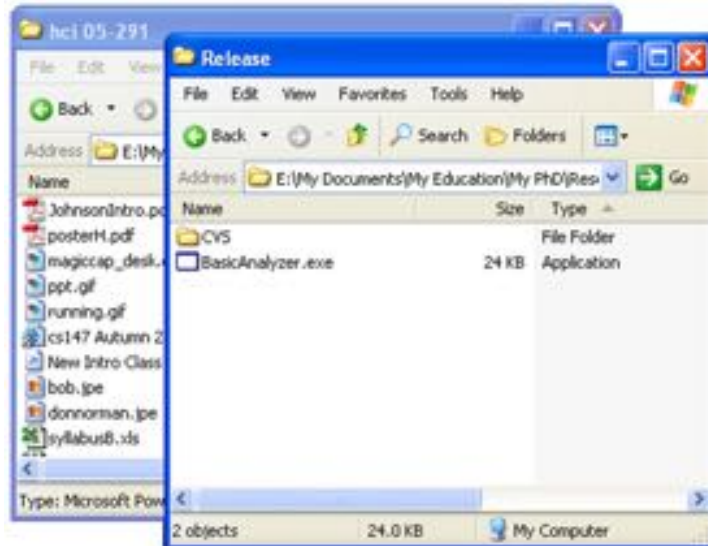 hci 05-291
File Edit View
Back
Address E:\My
Name
JohnsonIntro.pd
posterH.pdf
magiccap_desk.
ppt.gif
running.gif
cs147 Autumn 2
New Intro Class
bob.jpe
donnorman.jpe
syllabusB.xls
Type: Microsoft Pow
Release
File Edit View Favorites Tools Help
Back Search Folders
Address E:\My Documents\My Education\My PhD\Res Go
Name Size Type
CVS File Folder
BasicAnalyzer.exe 24 KB Application
2 objects 24.0 KB My Computer